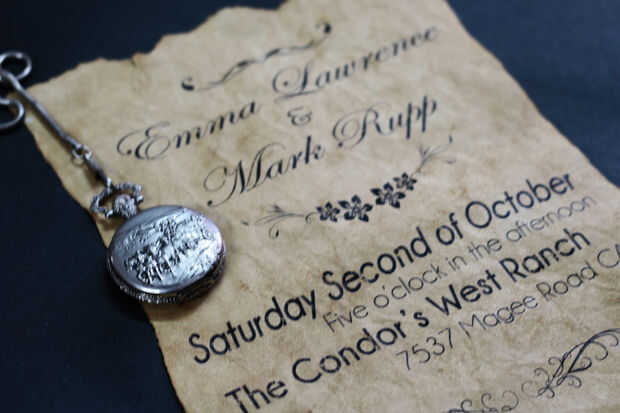 Emma Lawrence
&
Mark Rupp
Saturday Second of October
Five o'clock in the afternoon
The Condor's West Ranch
7537 Magee Road CA